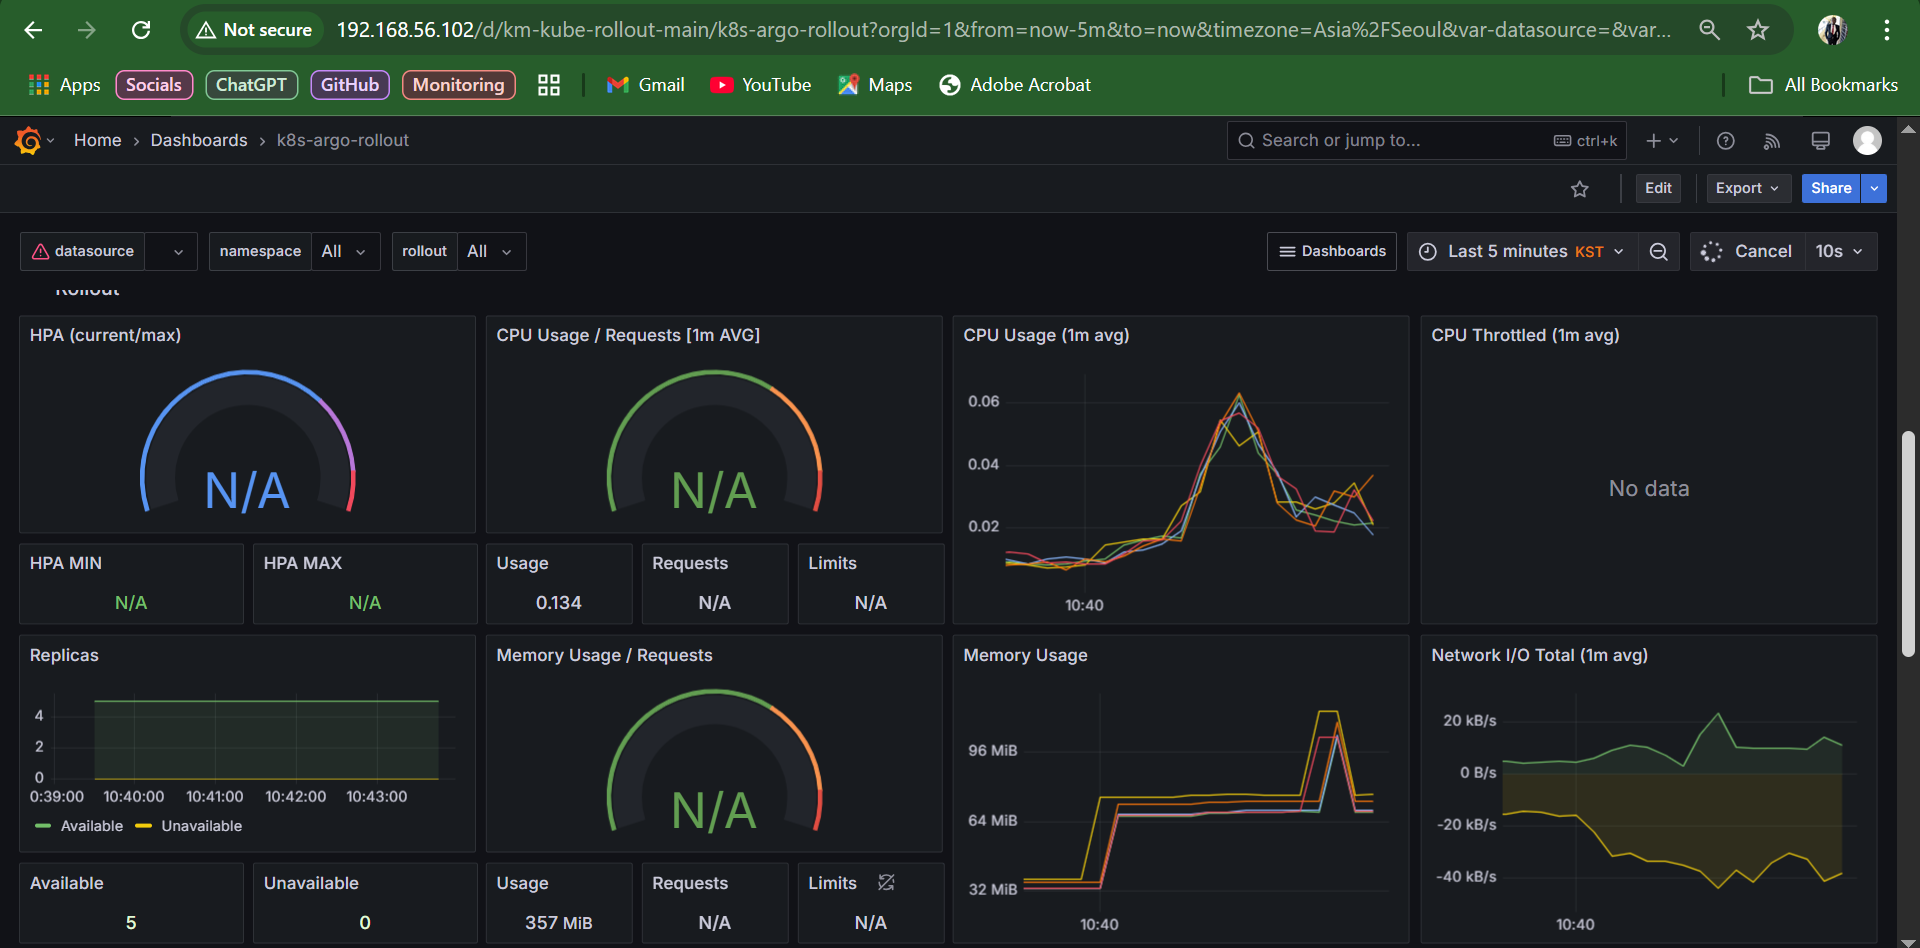 Not secure
192.168.56.102/d/km-kube-rollout-main/k8s-argo-rollout?orgId=1&from=now-5m&to=now&timezone=Asia%2FSeoul&var-datasource=&var...
Apps
Socials
ChatGPT
GitHub
Monitoring
Gmail
YouTube
Maps
Adobe Acrobat
All Bookmarks
Home › Dashboards › k8s-argo-rollout
Search or jump to...
ctrl+k
Edit
Export
Share
datasource
namespace All
rollout All
Dashboards
Last 5 minutes KST
Cancel
10s
Rollout
HPA (current/max)
N/A
CPU Usage / Requests [1m AVG]
N/A
CPU Usage (1m avg)
0.06
0.04
0.02
10:40
CPU Throttled (1m avg)
No data
HPA MIN
N/A
HPA MAX
N/A
Usage
0.134
Requests
N/A
Limits
N/A
Replicas
4
2
0
0:39:00 10:40:00 10:41:00 10:42:00 10:43:00
Available Unavailable
Memory Usage / Requests
N/A
Memory Usage
96 MiB
64 MiB
32 MiB
10:40
Network I/O Total (1m avg)
20 kB/s
0 B/s
-20 kB/s
-40 kB/s
10:40
Available
5
Unavailable
0
Usage
357 MiB
Requests
N/A
Limits
N/A